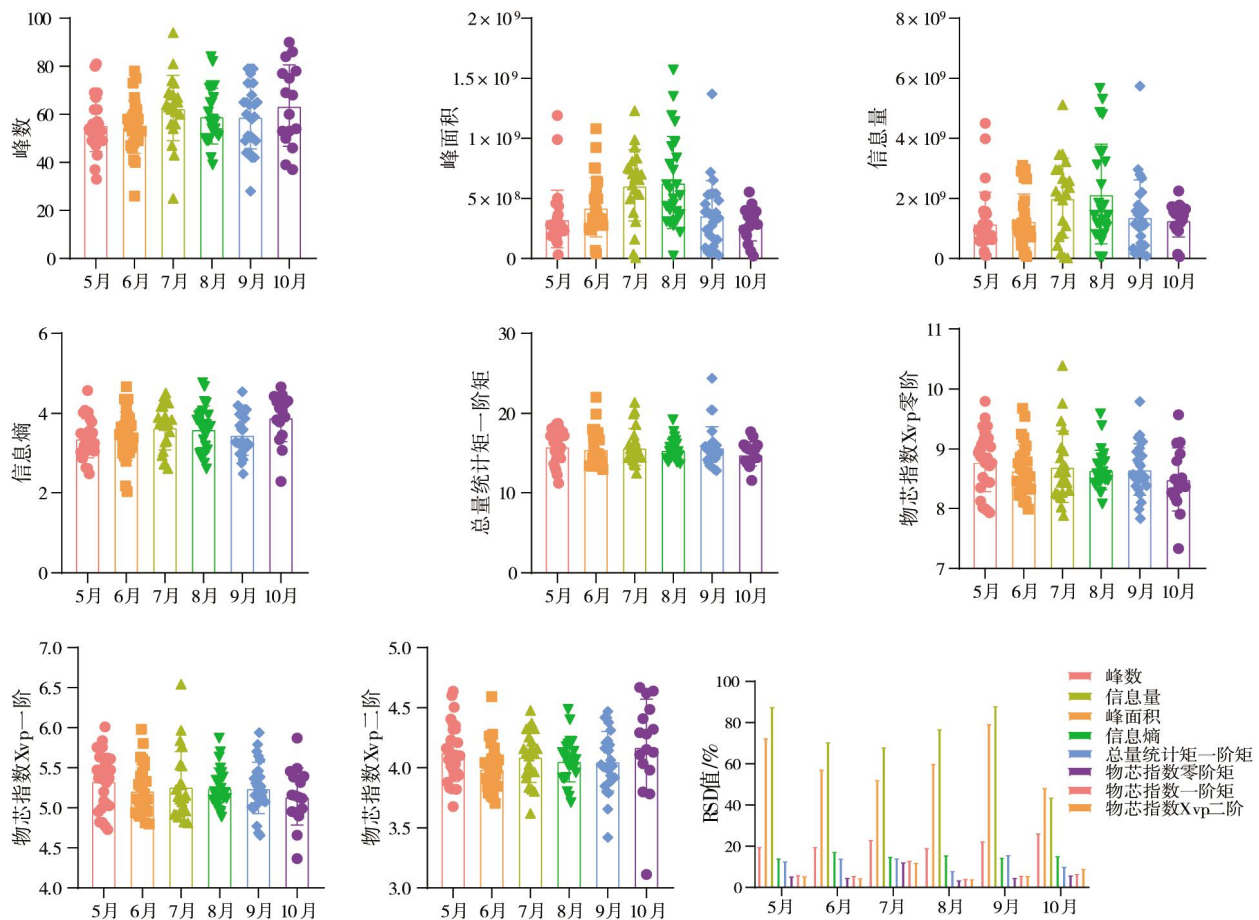 峰数
100
80
60
40
20
0
5月 6月 7月 8月 9月 10月
峰面积
2×10⁹
1.5×10⁹
1×10⁹
5×10⁸
0
5月 6月 7月 8月 9月 10月
信息量
8×10⁹
6×10⁹
4×10⁹
2×10⁹
0
5月 6月 7月 8月 9月 10月
信息熵
6
4
2
0
5月 6月 7月 8月 9月 10月
总量统计矩一阶矩
30
20
10
0
5月 6月 7月 8月 9月 10月
物芯指数Xvp零阶
11
10
9
8
7
5月 6月 7月 8月 9月 10月
物芯指数Xvp一阶
7.0
6.5
6.0
5.5
5.0
4.5
4.0
5月 6月 7月 8月 9月 10月
物芯指数Xvp二阶
5.0
4.5
4.0
3.5
3.0
5月 6月 7月 8月 9月 10月
RSD值/%
100
80
60
40
20
0
5月 6月 7月 8月 9月 10月
峰数
信息量
峰面积
信息熵
总量统计矩一阶矩
物芯指数零阶矩
物芯指数一阶矩
物芯指数Xvp二阶